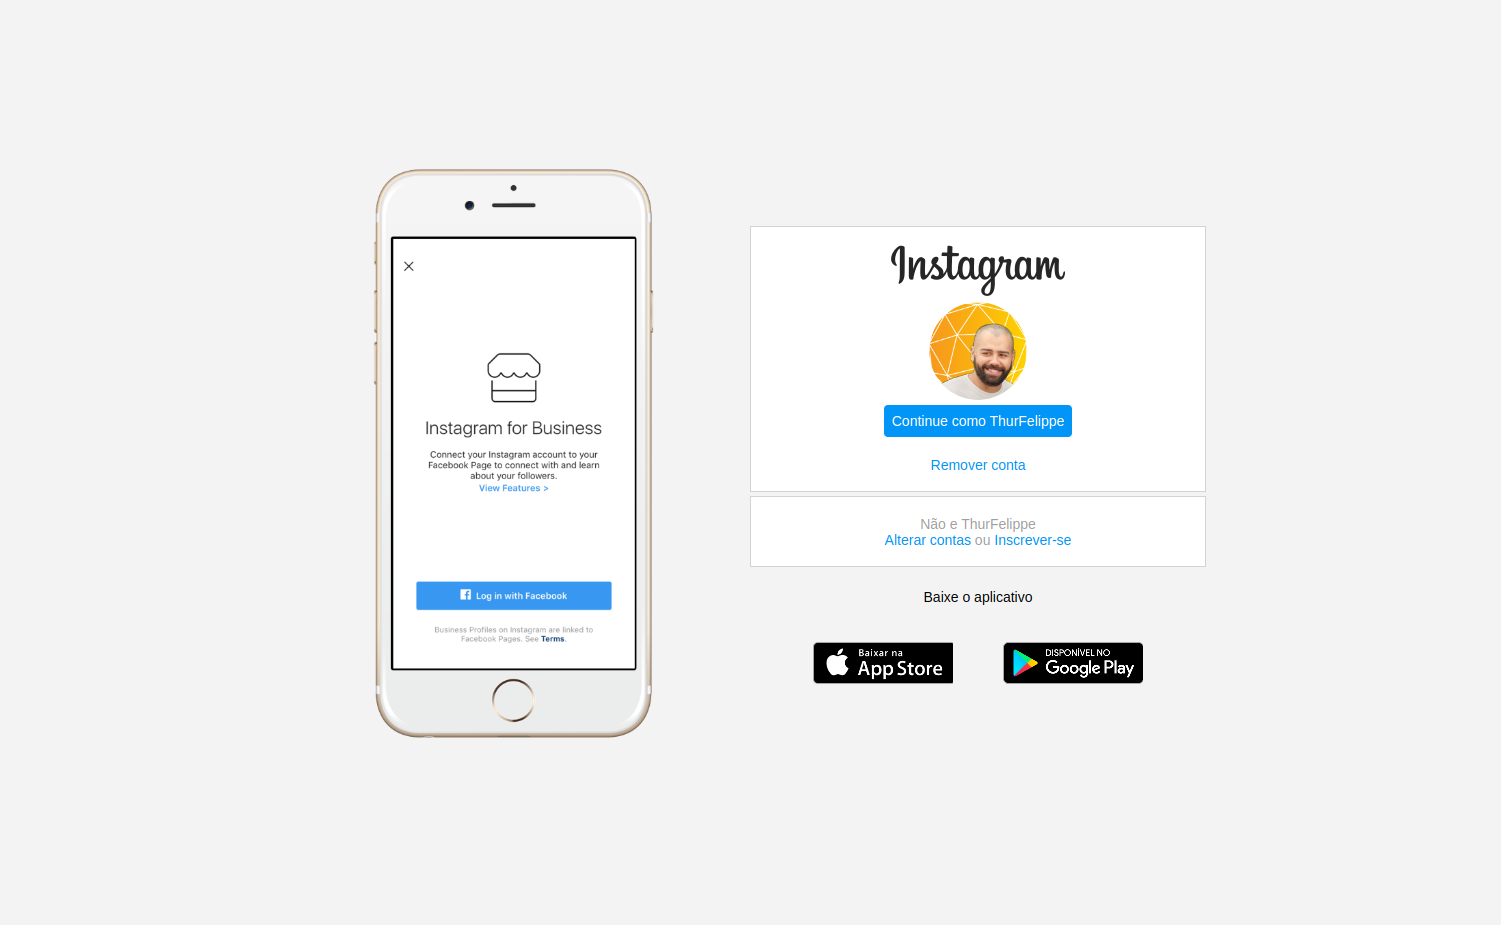 Instagram for Business
Connect your Instagram account to your
Facebook Page to connect with and learn
about your followers.
View Features >
Log in with Facebook
Business Profiles on Instagram are linked to
Facebook Pages. See Terms.
Instagram
Continue como ThurFelippe
Remover conta
Não e ThurFelippe
Alterar contas ou Inscrever-se
Baixe o aplicativo
Baixar na
App Store
DISPONÍVEL NO
Google Play